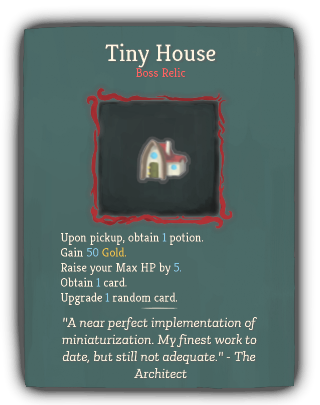 Tiny House
Boss Relic
Upon pickup, obtain 1 potion.
Gain 50 Gold.
Raise your Max HP by 5.
Obtain 1 card.
Upgrade 1 random card.
"A near perfect implementation of
miniaturization. My finest work to
date, but still not adequate." - The
Architect